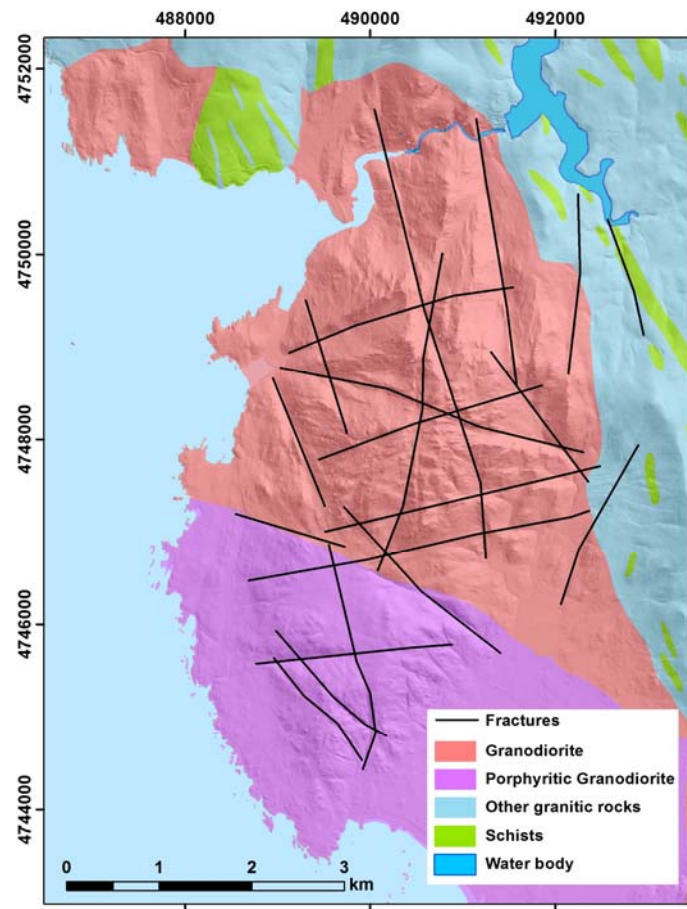 488000 490000 492000
4752000
4750000
4748000
4746000
4744000
Fractures
Granodiorite
Porphyritic Granodiorite
Other granitic rocks
Schists
Water body
0 1 2 3
km